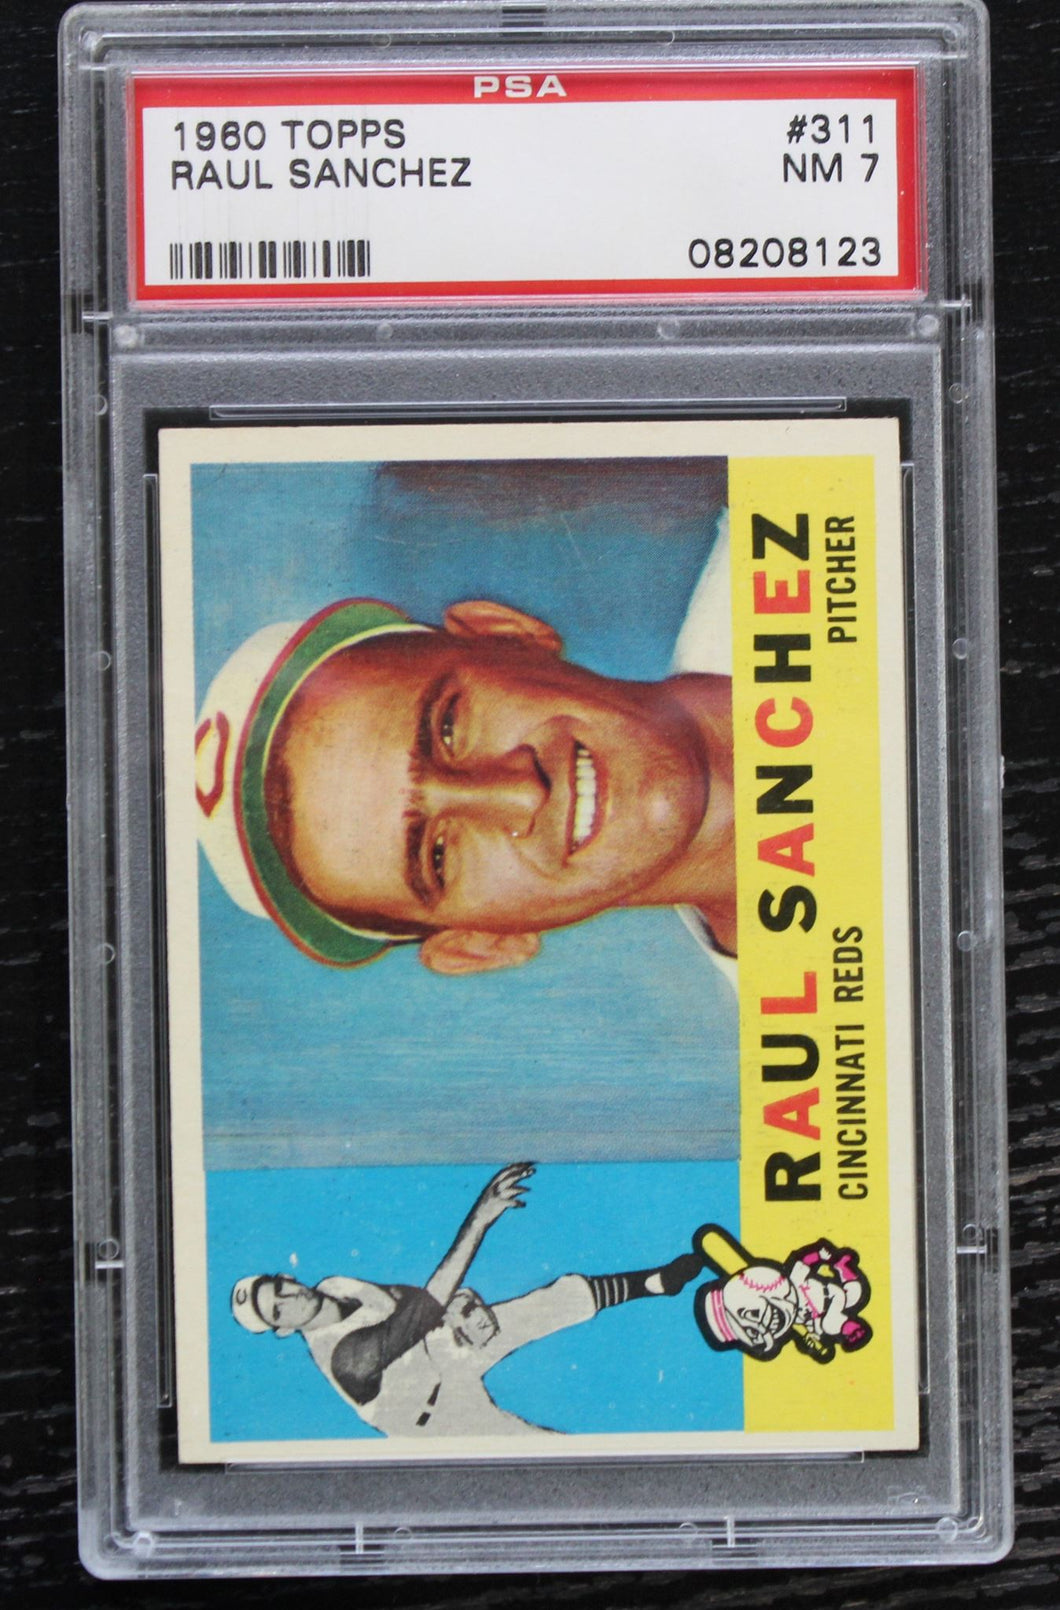 PSA
1960 TOPPS
#311
RAUL SANCHEZ
NM 7
08208123
C
RAUL SANCHEZ
CINCINNATI REDS
PITCHER
C